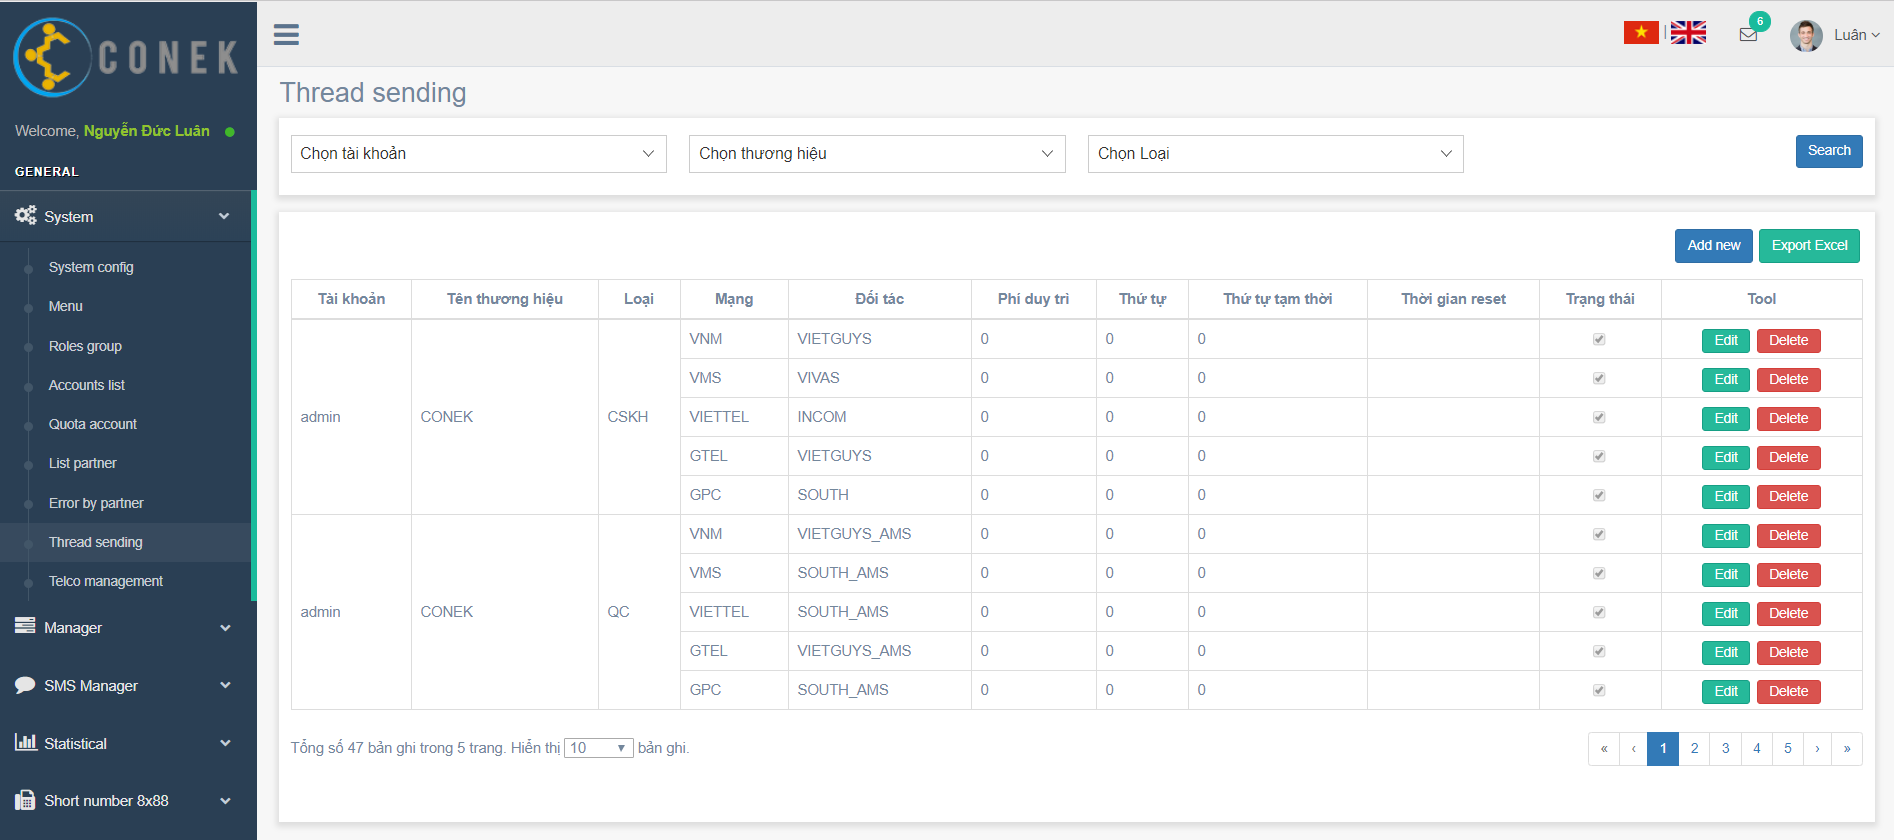 CONEK
6
Luân
Welcome, Nguyễn Đức Luân
GENERAL
System
System config
Menu
Roles group
Accounts list
Quota account
List partner
Error by partner
Thread sending
Telco management
Manager
SMS Manager
Statistical
Short number 8x88
Thread sending
Chọn tài khoản Chọn thương hiệu Chọn Loại Search
Add new Export Excel
Tài khoản Tên thương hiệu Loại Mạng Đối tác Phí duy trì Thứ tự Thứ tự tạm thời Thời gian reset Trạng thái Tool
VNM VIETGUYS 0 0 0 Edit Delete
VMS VIVAS 0 0 0 Edit Delete
admin CONEK CSKH VIETTEL INCOM 0 0 0 Edit Delete
GTEL VIETGUYS 0 0 0 Edit Delete
GPC SOUTH 0 0 0 Edit Delete
VNM VIETGUYS_AMS 0 0 0 Edit Delete
VMS SOUTH_AMS 0 0 0 Edit Delete
admin CONEK QC VIETTEL SOUTH_AMS 0 0 0 Edit Delete
GTEL VIETGUYS_AMS 0 0 0 Edit Delete
GPC SOUTH_AMS 0 0 0 Edit Delete
Tổng số 47 bản ghi trong 5 trang. Hiển thị 10 bản ghi.
« ‹ 1 2 3 4 5 › »